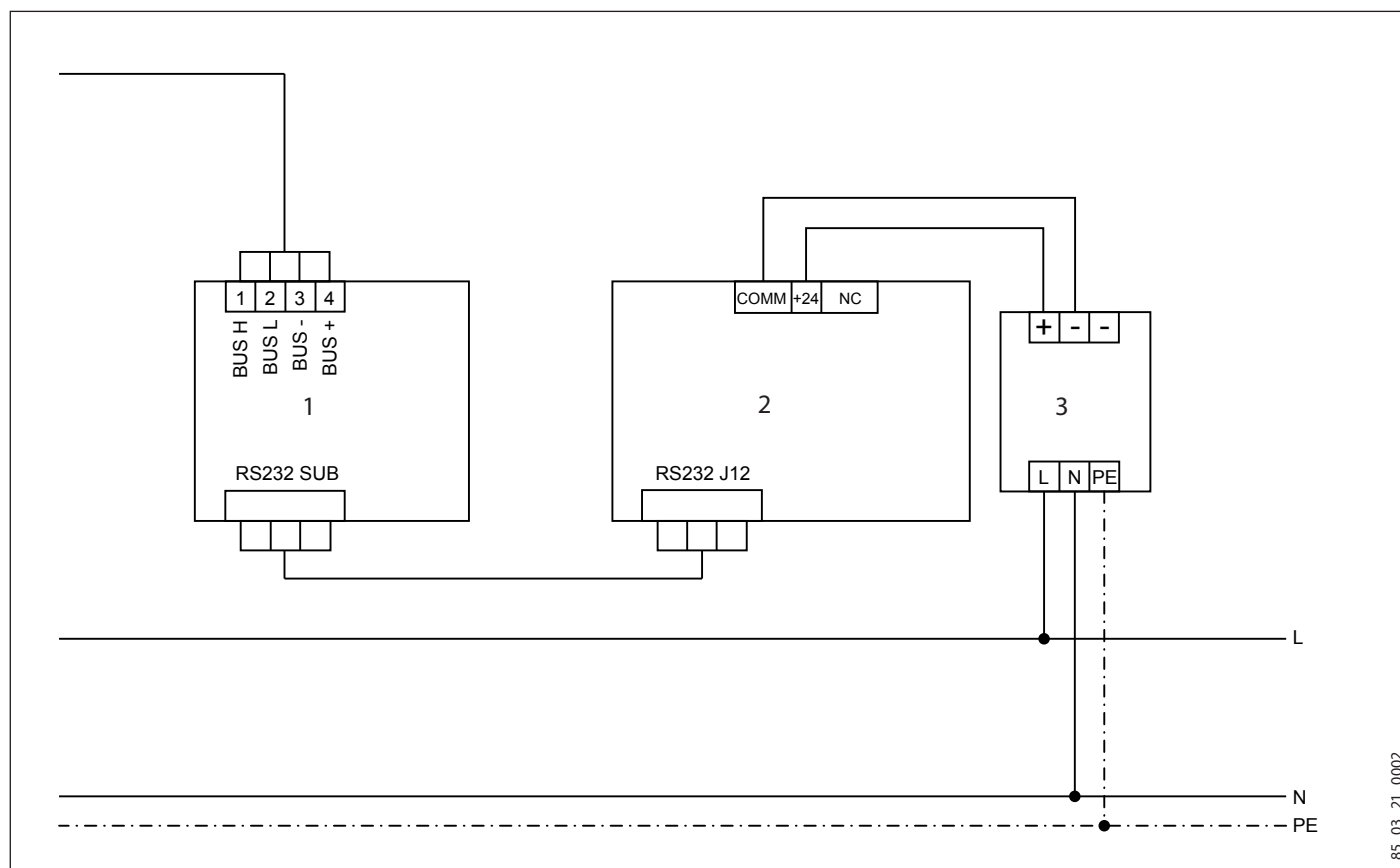 1 2 3 4
BUS H
BUS L
BUS -
BUS +
1
RS232 SUB
COMM +24 NC
2
RS232 J12
+ - -
3
L N PE
L
N
PE
85_03_21_0002